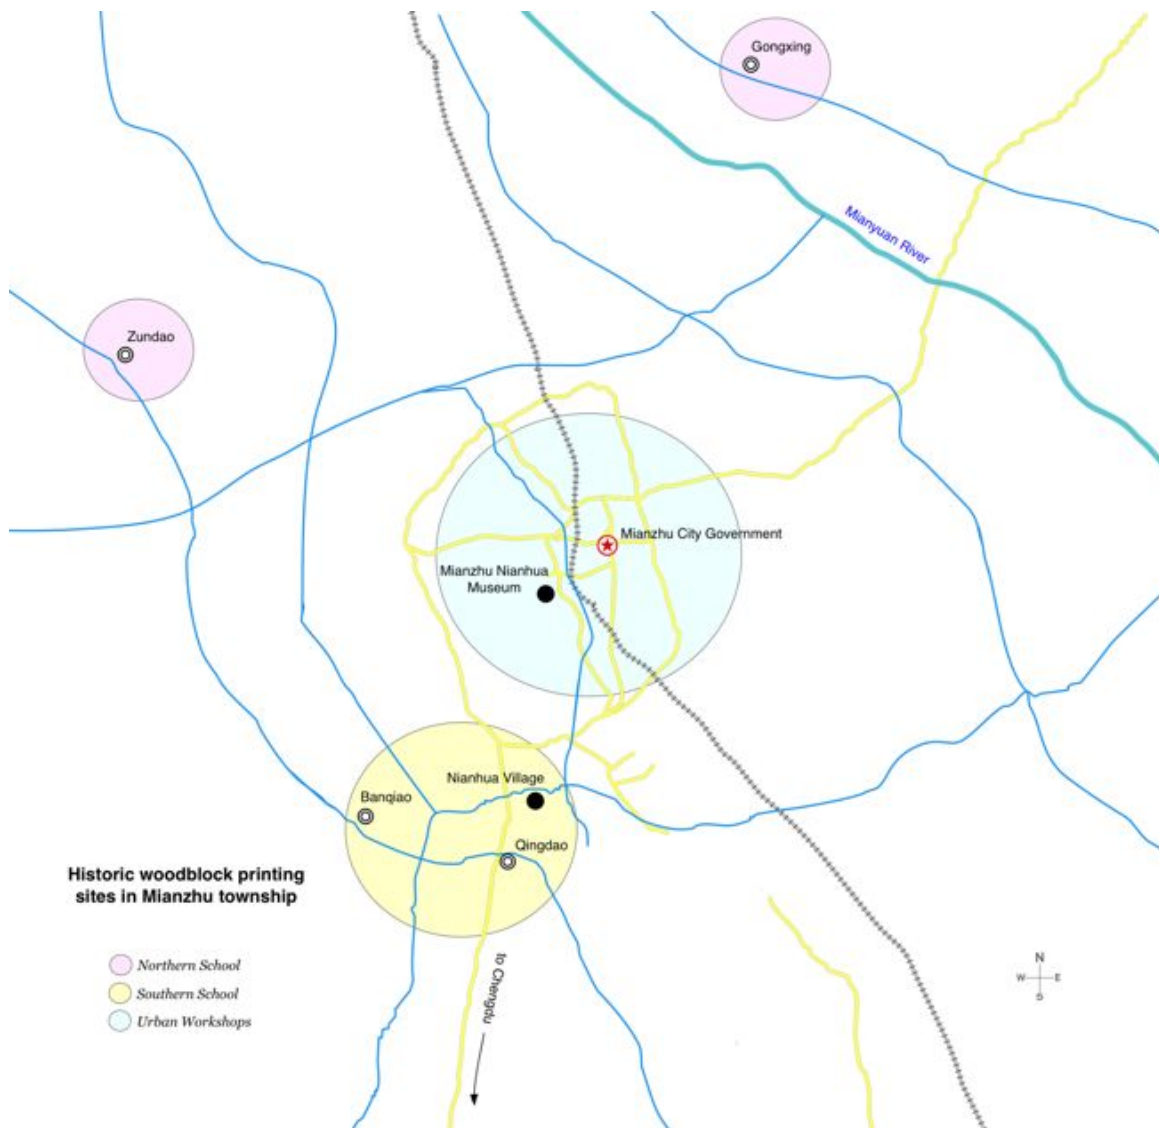 Gongxing
Mianyuan River
Zundao
Mianzhu City Government
Mianzhu Nianhua
Museum
Nianhua Village
Banqiao
Qingdao
Historic woodblock printing
sites in Mianzhu township
to Chengdu
Northern School
Southern School
Urban Workshops
N
W E
S